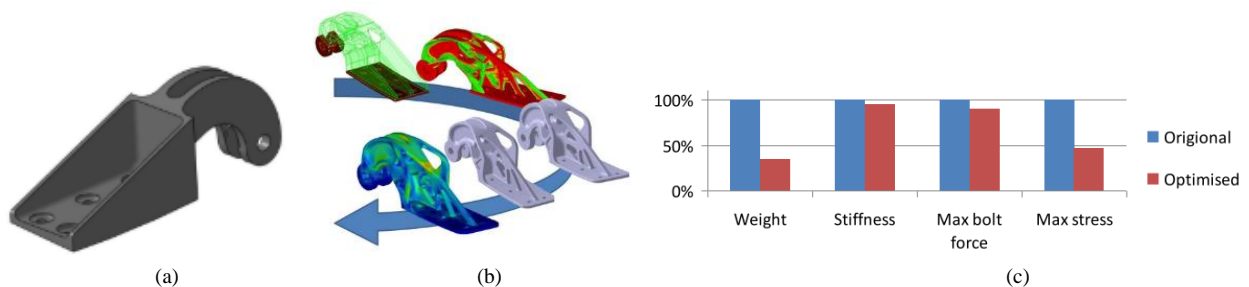 100%
50%
0%
Weight
Stiffness
Max bolt
force
Max stress
Origional
Optimised
(a)
(b)
(c)